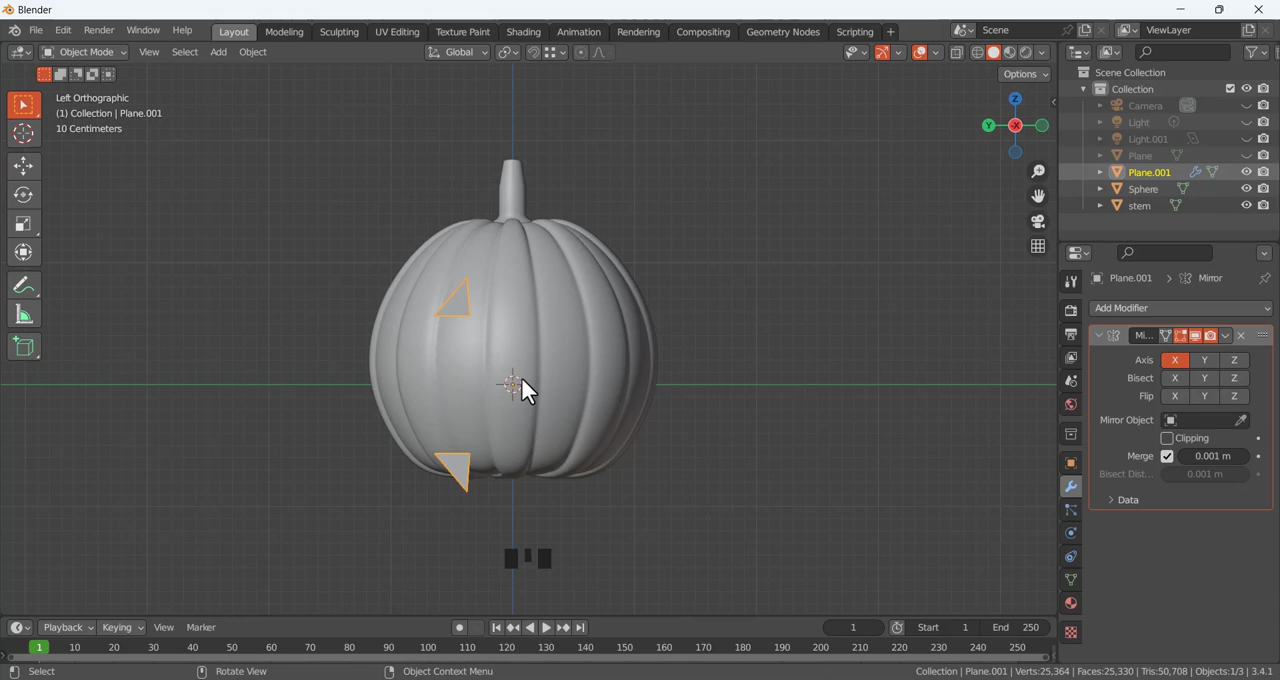 Blender
File Edit Render Window Help Layout Modeling Sculpting UV Editing Texture Paint Shading Animation Rendering Compositing Geometry Nodes Scripting + Scene ViewLayer
Object Mode View Select Add Object Global
Options
Left Orthographic
(1) Collection | Plane.001
10 Centimeters
Z
Y
-X
Scene Collection
Collection
Camera
Light
Light.001
Plane
Plane.001
Sphere
stem
Plane.001 > Mirror
Add Modifier
Mi...
Axis X Y Z
Bisect X Y Z
Flip X Y Z
Mirror Object
Clipping
Merge 0.001 m
Bisect Dist... 0.001 m
Data
Playback Keying View Marker 1 Start 1 End 250
1 10 20 30 40 50 60 70 80 90 100 110 120 130 140 150 160 170 180 190 200 210 220 230 240 250
Select Rotate View Object Context Menu Collection | Plane.001 | Verts:25,364 | Faces:25,330 | Tris:50,708 | Objects:1/3 | 3.4.1